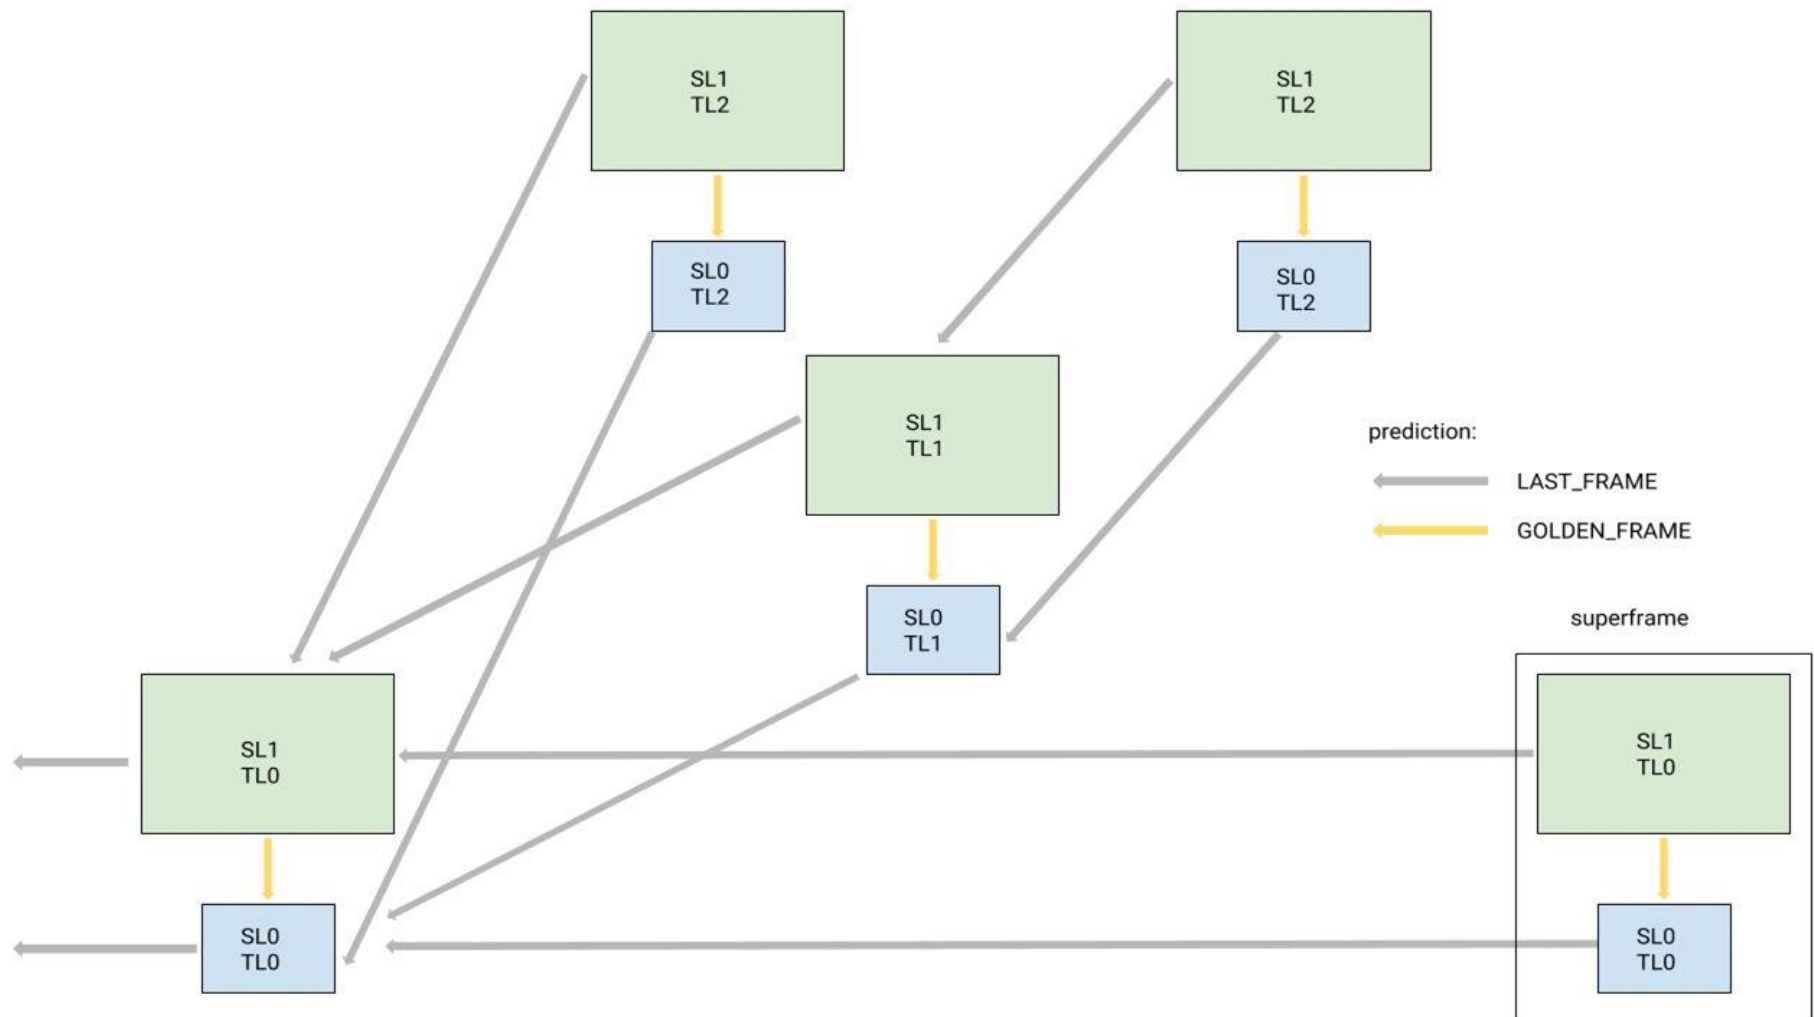 SL1
TL2
SL1
TL2
SL0
TL2
SL0
TL2
SL1
TL1
prediction:
LAST_FRAME
GOLDEN_FRAME
SL0
TL1
superframe
SL1
TL0
SL1
TL0
SL0
TL0
SL0
TL0